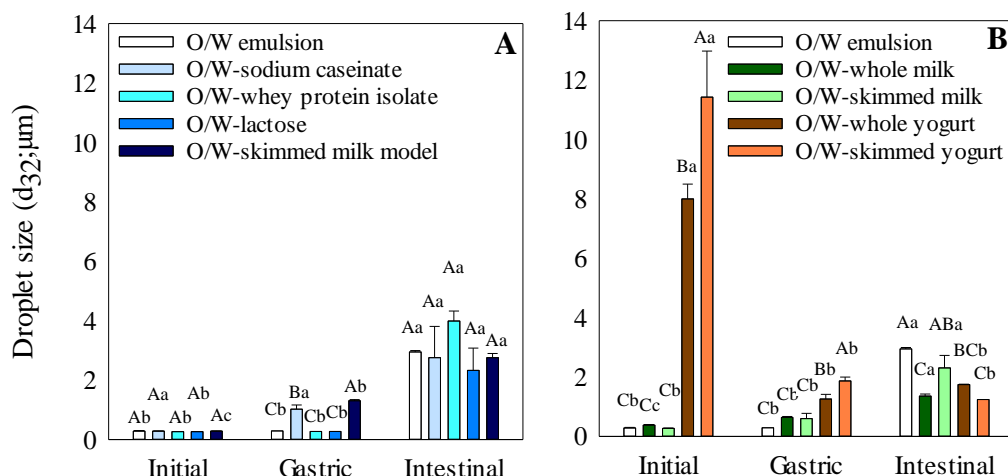 Droplet size (d32;µm)
14
12
10
8
6
4
2
0
O/W emulsion
O/W-sodium caseinate
O/W-whey protein isolate
O/W-lactose
O/W-skimmed milk model
A
Ab
Aa
Ab
Ab
Ac
Cb
Ba
Cb
Cb
Ab
Aa
Aa
Aa
Aa
Aa
Initial
Gastric
Intestinal
14
12
10
8
6
4
2
0
O/W emulsion
O/W-whole milk
O/W-skimmed milk
O/W-whole yogurt
O/W-skimmed yogurt
B
Cb
Cc
Cb
Ba
Aa
Cb
Cb
Cb
Bb
Ab
Aa
Ca
ABa
BCb
Cb
Initial
Gastric
Intestinal